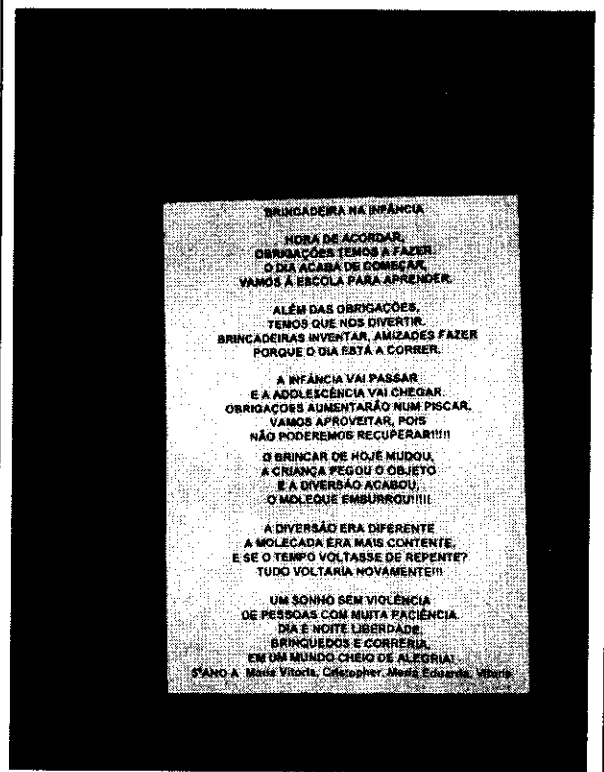 BRINCADEIRA NA INFÂNCIA
HORA DE ACORDAR,
OBRIGAÇÕES TEMOS A FAZER.
O DIA ACABA DE COMEÇAR,
VAMOS À ESCOLA PARA APRENDER.
ALÉM DAS OBRIGAÇÕES,
TEMOS QUE NOS DIVERTIR.
BRINCADEIRAS INVENTAR, AMIZADES FAZER
PORQUE O DIA ESTÁ A CORRER.
A INFÂNCIA VAI PASSAR
E A ADOLESCÊNCIA VAI CHEGAR.
OBRIGAÇÕES AUMENTARÃO NUM PISCAR,
VAMOS APROVEITAR, POIS
NÃO PODEREMOS RECUPERAR!!!!!
O BRINCAR DE HOJE MUDOU,
A CRIANÇA PEGOU O OBJETO
E A DIVERSÃO ACABOU,
O MOLEQUE EMBURROU!!!!!
A DIVERSÃO ERA DIFERENTE
A MOLECADA ERA MAIS CONTENTE,
E SE O TEMPO VOLTASSE DE REPENTE?
TUDO VOLTARIA NOVAMENTE!!!
UM SONHO SEM VIOLÊNCIA
DE PESSOAS COM MUITA PACIÊNCIA.
DIA E NOITE LIBERDADE
BRINQUEDOS E CORRERIA,
EM UM MUNDO CHEIO DE ALEGRIA!
5ºANO A Maria Vitoria, Cristopher, Maria Eduarda, Vitoria